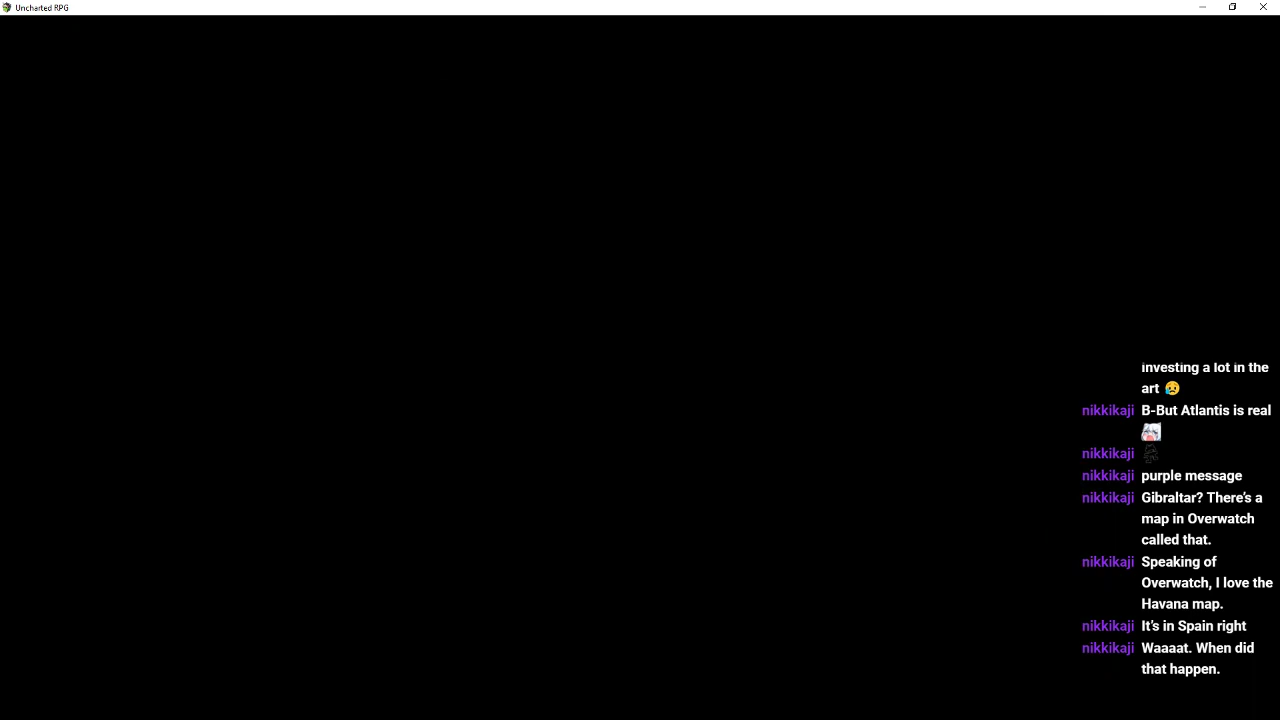 Uncharted RPG
investing a lot in the
art 😥
nikkikaji B-But Atlantis is real
nikkikaji
nikkikaji purple message
nikkikaji Gibraltar? There's a
map in Overwatch
called that.
nikkikaji Speaking of
Overwatch, I love the
Havana map.
nikkikaji It's in Spain right
nikkikaji Waaaat. When did
that happen.